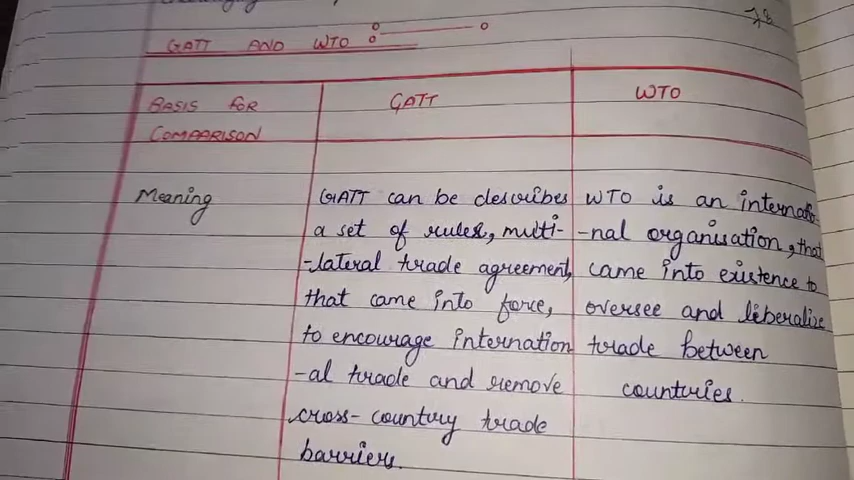 GATT AND WTO
BASIS FOR
COMPARISON
GATT
WTO
Meaning
GATT can be describes
a set of rules, multi-
-lateral trade agreement,
that came into force,
to encourage internation
-al trade and remove
cross-country trade
barriers.
WTO is an internatio
-nal organisation, that
came into existence to
oversee and liberalize
trade between
countries.